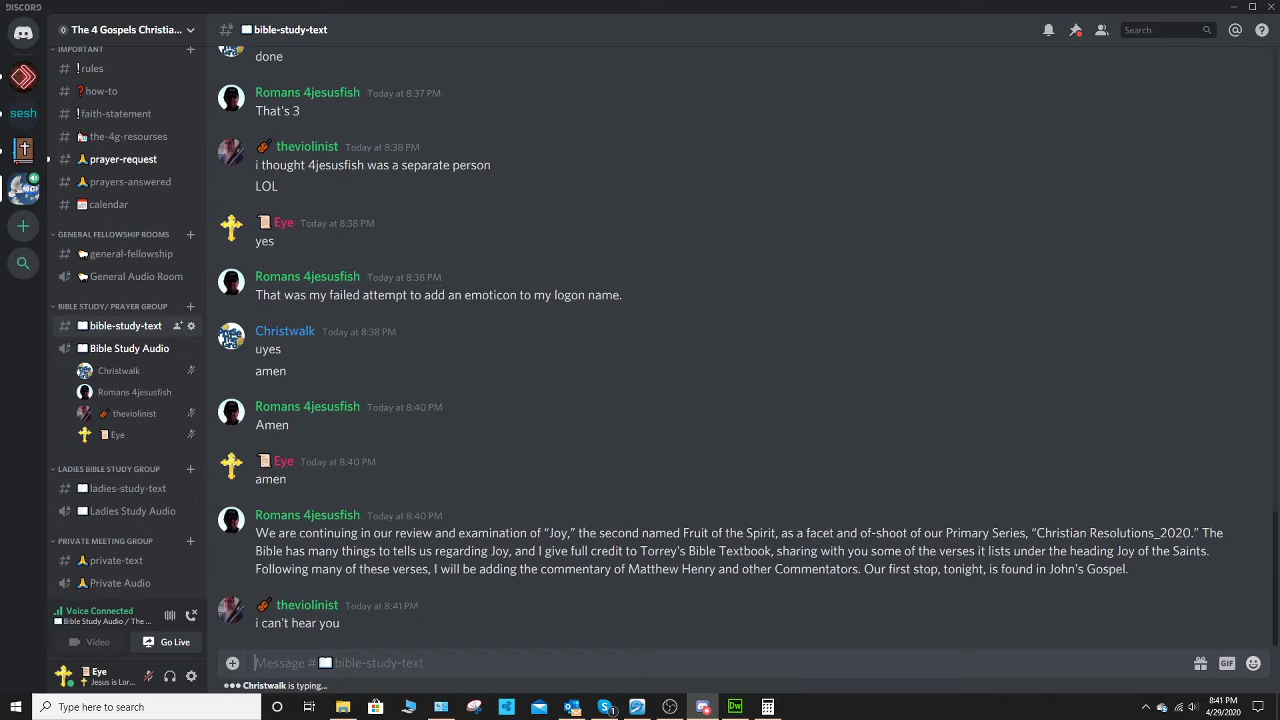 DISCORD
The 4 Gospels Christia...
bible-study-text
Search
IMPORTANT
rules
how-to
faith-statement
the-4g-resourses
prayer-request
prayers-answered
calendar
GENERAL FELLOWSHIP ROOMS
general-fellowship
General Audio Room
BIBLE STUDY/ PRAYER GROUP
bible-study-text
Bible Study Audio
Christwalk
Romans 4jesusfish
theviolinist
Eye
LADIES BIBLE STUDY GROUP
ladies-study-text
Ladies Study Audio
PRIVATE MEETING GROUP
private-text
Private Audio
Voice Connected
Bible Study Audio / The ...
Video
Go Live
Eye
Jesus is Lor...
sesh
done
Romans 4jesusfish Today at 8:37 PM
That's 3
theviolinist Today at 8:38 PM
i thought 4jesusfish was a separate person
LOL
Eye Today at 8:38 PM
yes
Romans 4jesusfish Today at 8:38 PM
That was my failed attempt to add an emoticon to my logon name.
Christwalk Today at 8:38 PM
uyes
amen
Romans 4jesusfish Today at 8:40 PM
Amen
Eye Today at 8:40 PM
amen
Romans 4jesusfish Today at 8:40 PM
We are continuing in our review and examination of “Joy,” the second named Fruit of the Spirit, as a facet and of-shoot of our Primary Series, “Christian Resolutions_2020.” The
Bible has many things to tells us regarding Joy, and I give full credit to Torrey's Bible Textbook, sharing with you some of the verses it lists under the heading Joy of the Saints.
Following many of these verses, I will be adding the commentary of Matthew Henry and other Commentators. Our first stop, tonight, is found in John's Gospel.
theviolinist Today at 8:41 PM
i can't hear you
Message # bible-study-text
GIF
Christwalk is typing...
Type here to search
Dw
8:41 PM
4/29/2020